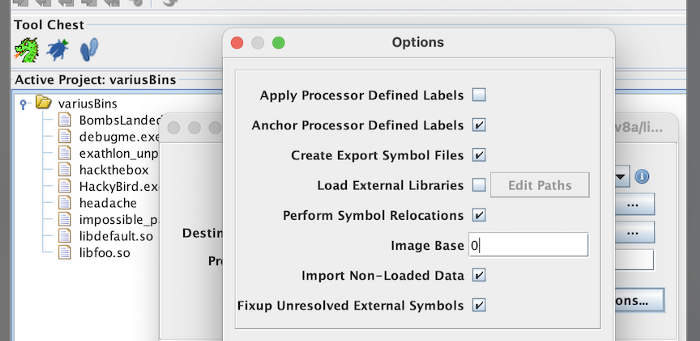 Tool Chest
Options
Active Project: variusBins
variusBins
BombsLanded
debugme.exe
exathlon_unp
hackthebox
HackyBird.ex
headache
impossible_p
libdefault.so
libfoo.so
Apply Processor Defined Labels
Anchor Processor Defined Labels
Create Export Symbol Files
Load External Libraries
Edit Paths
Perform Symbol Relocations
Image Base
0
Import Non-Loaded Data
Fixup Unresolved External Symbols
v8a/li...
...
...
Destin
Pr
ons...